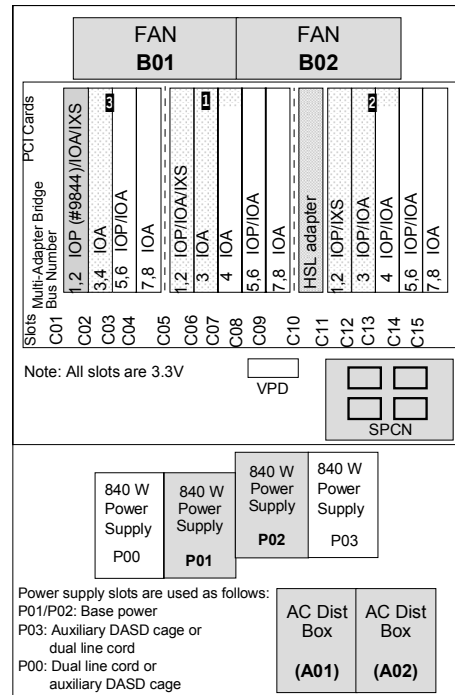 FAN
B01
FAN
B02
PCI Cards
Multi-Adapter Bridge
Bus Number
Slots
3
1
2
1,2 IOP (#9844)/IOA/IXS
3,4 IOA
5,6 IOP/IOA
7,8 IOA
1,2 IOP/IOA/IXS
3 IOA
4 IOA
5,6 IOP/IOA
7,8 IOA
HSL adapter
1,2 IOP/IXS
3 IOP/IOA
4 IOP/IOA
5,6 IOP/IOA
7,8 IOA
C01
C02
C03
C04
C05
C06
C07
C08
C09
C10
C11
C12
C13
C14
C15
Note: All slots are 3.3V
VPD
SPCN
840 W
Power
Supply
P00
840 W
Power
Supply
P01
840 W
Power
Supply
P02
840 W
Power
Supply
P03
Power supply slots are used as follows:
P01/P02: Base power
P03: Auxiliary DASD cage or
dual line cord
P00: Dual line cord or
auxiliary DASD cage
AC Dist
Box
(A01)
AC Dist
Box
(A02)